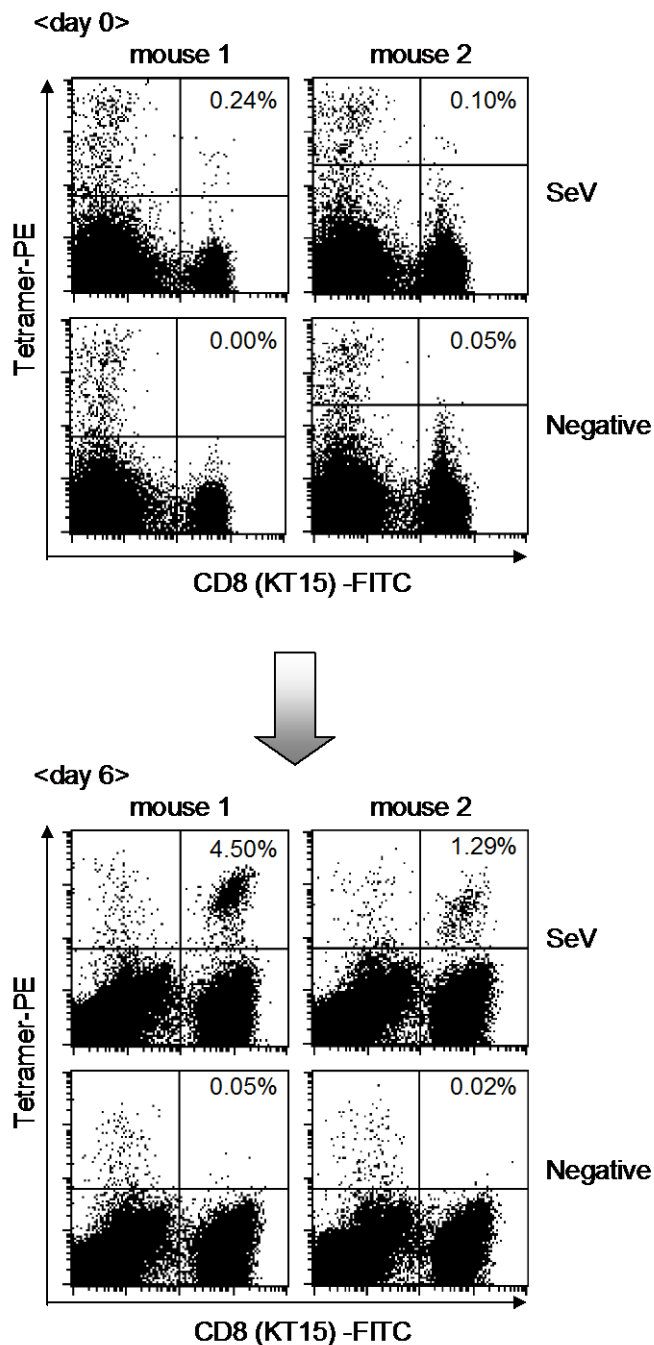 <day 0>
mouse 1 mouse 2
0.24% 0.10%
SeV
0.00% 0.05%
Negative
Tetramer-PE
CD8 (KT15) -FITC
<day 6>
mouse 1 mouse 2
4.50% 1.29%
SeV
0.05% 0.02%
Negative
Tetramer-PE
CD8 (KT15) -FITC